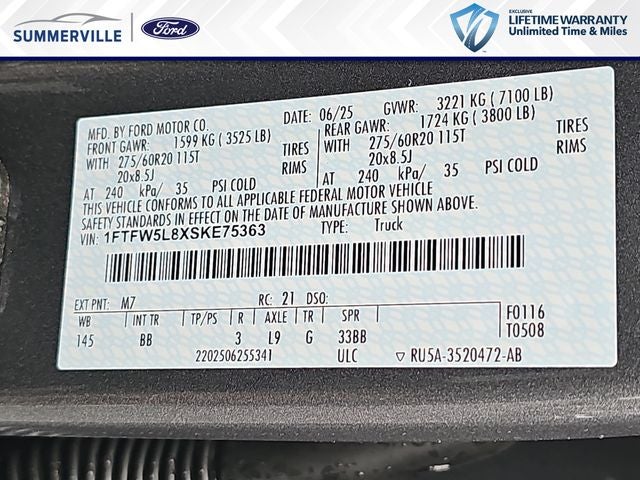 SUMMERVILLE Ford
EXCLUSIVE
LIFETIME WARRANTY
Unlimited Time & Miles
MFD. BY FORD MOTOR CO. DATE: 06/25 GVWR: 3221 KG ( 7100 LB)
FRONT GAWR: 1599 KG ( 3525 LB) REAR GAWR: 1724 KG ( 3800 LB)
WITH 275/60R20 115T TIRES WITH 275/60R20 115T TIRES
20x8.5J RIMS 20x8.5J RIMS
AT 240 kPa/ 35 PSI COLD AT 240 kPa/ 35 PSI COLD
THIS VEHICLE CONFORMS TO ALL APPLICABLE FEDERAL MOTOR VEHICLE
SAFETY STANDARDS IN EFFECT ON THE DATE OF MANUFACTURE SHOWN ABOVE.
VIN: 1FTFW5L8XSKE75363 TYPE: Truck
EXT PNT: M7 RC: 21 DSO: F0116
WB INT TR TP/PS R AXLE TR SPR T0508
145 BB 3 L9 G 33BB
2202506255341 ULC ▽ RU5A-3520472-AB